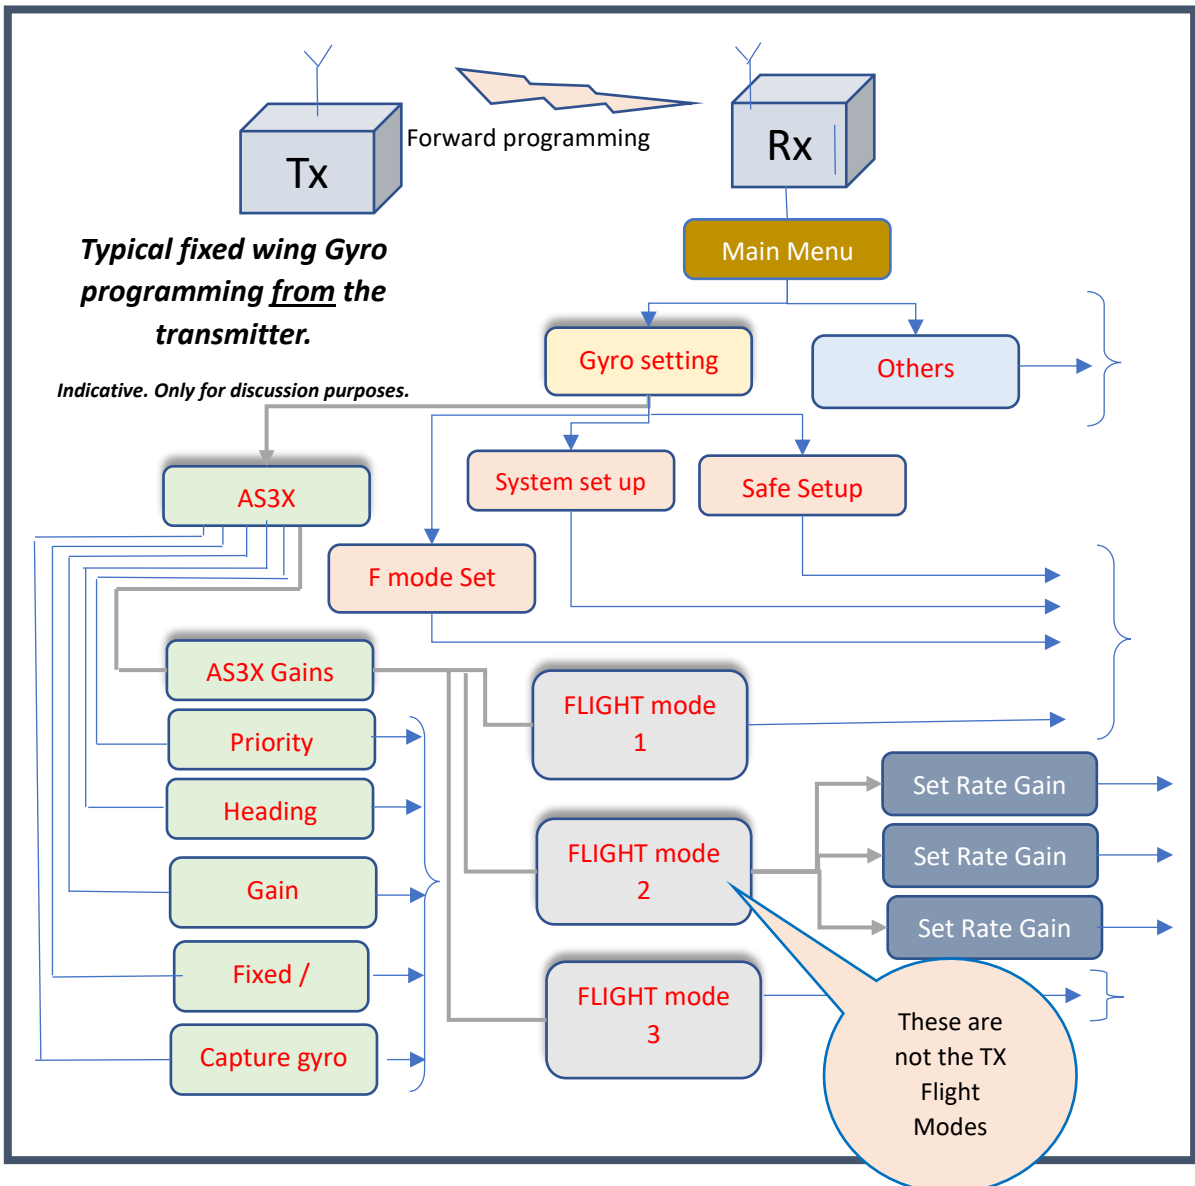 Tx
Forward programming
Rx
Typical fixed wing Gyro
programming from the
transmitter.
Indicative. Only for discussion purposes.
Main Menu
Gyro setting
Others
AS3X
System set up
Safe Setup
F mode Set
AS3X Gains
Priority
Heading
Gain
Fixed /
Capture gyro
FLIGHT mode
1
FLIGHT mode
2
FLIGHT mode
3
Set Rate Gain
Set Rate Gain
Set Rate Gain
These are
not the TX
Flight
Modes